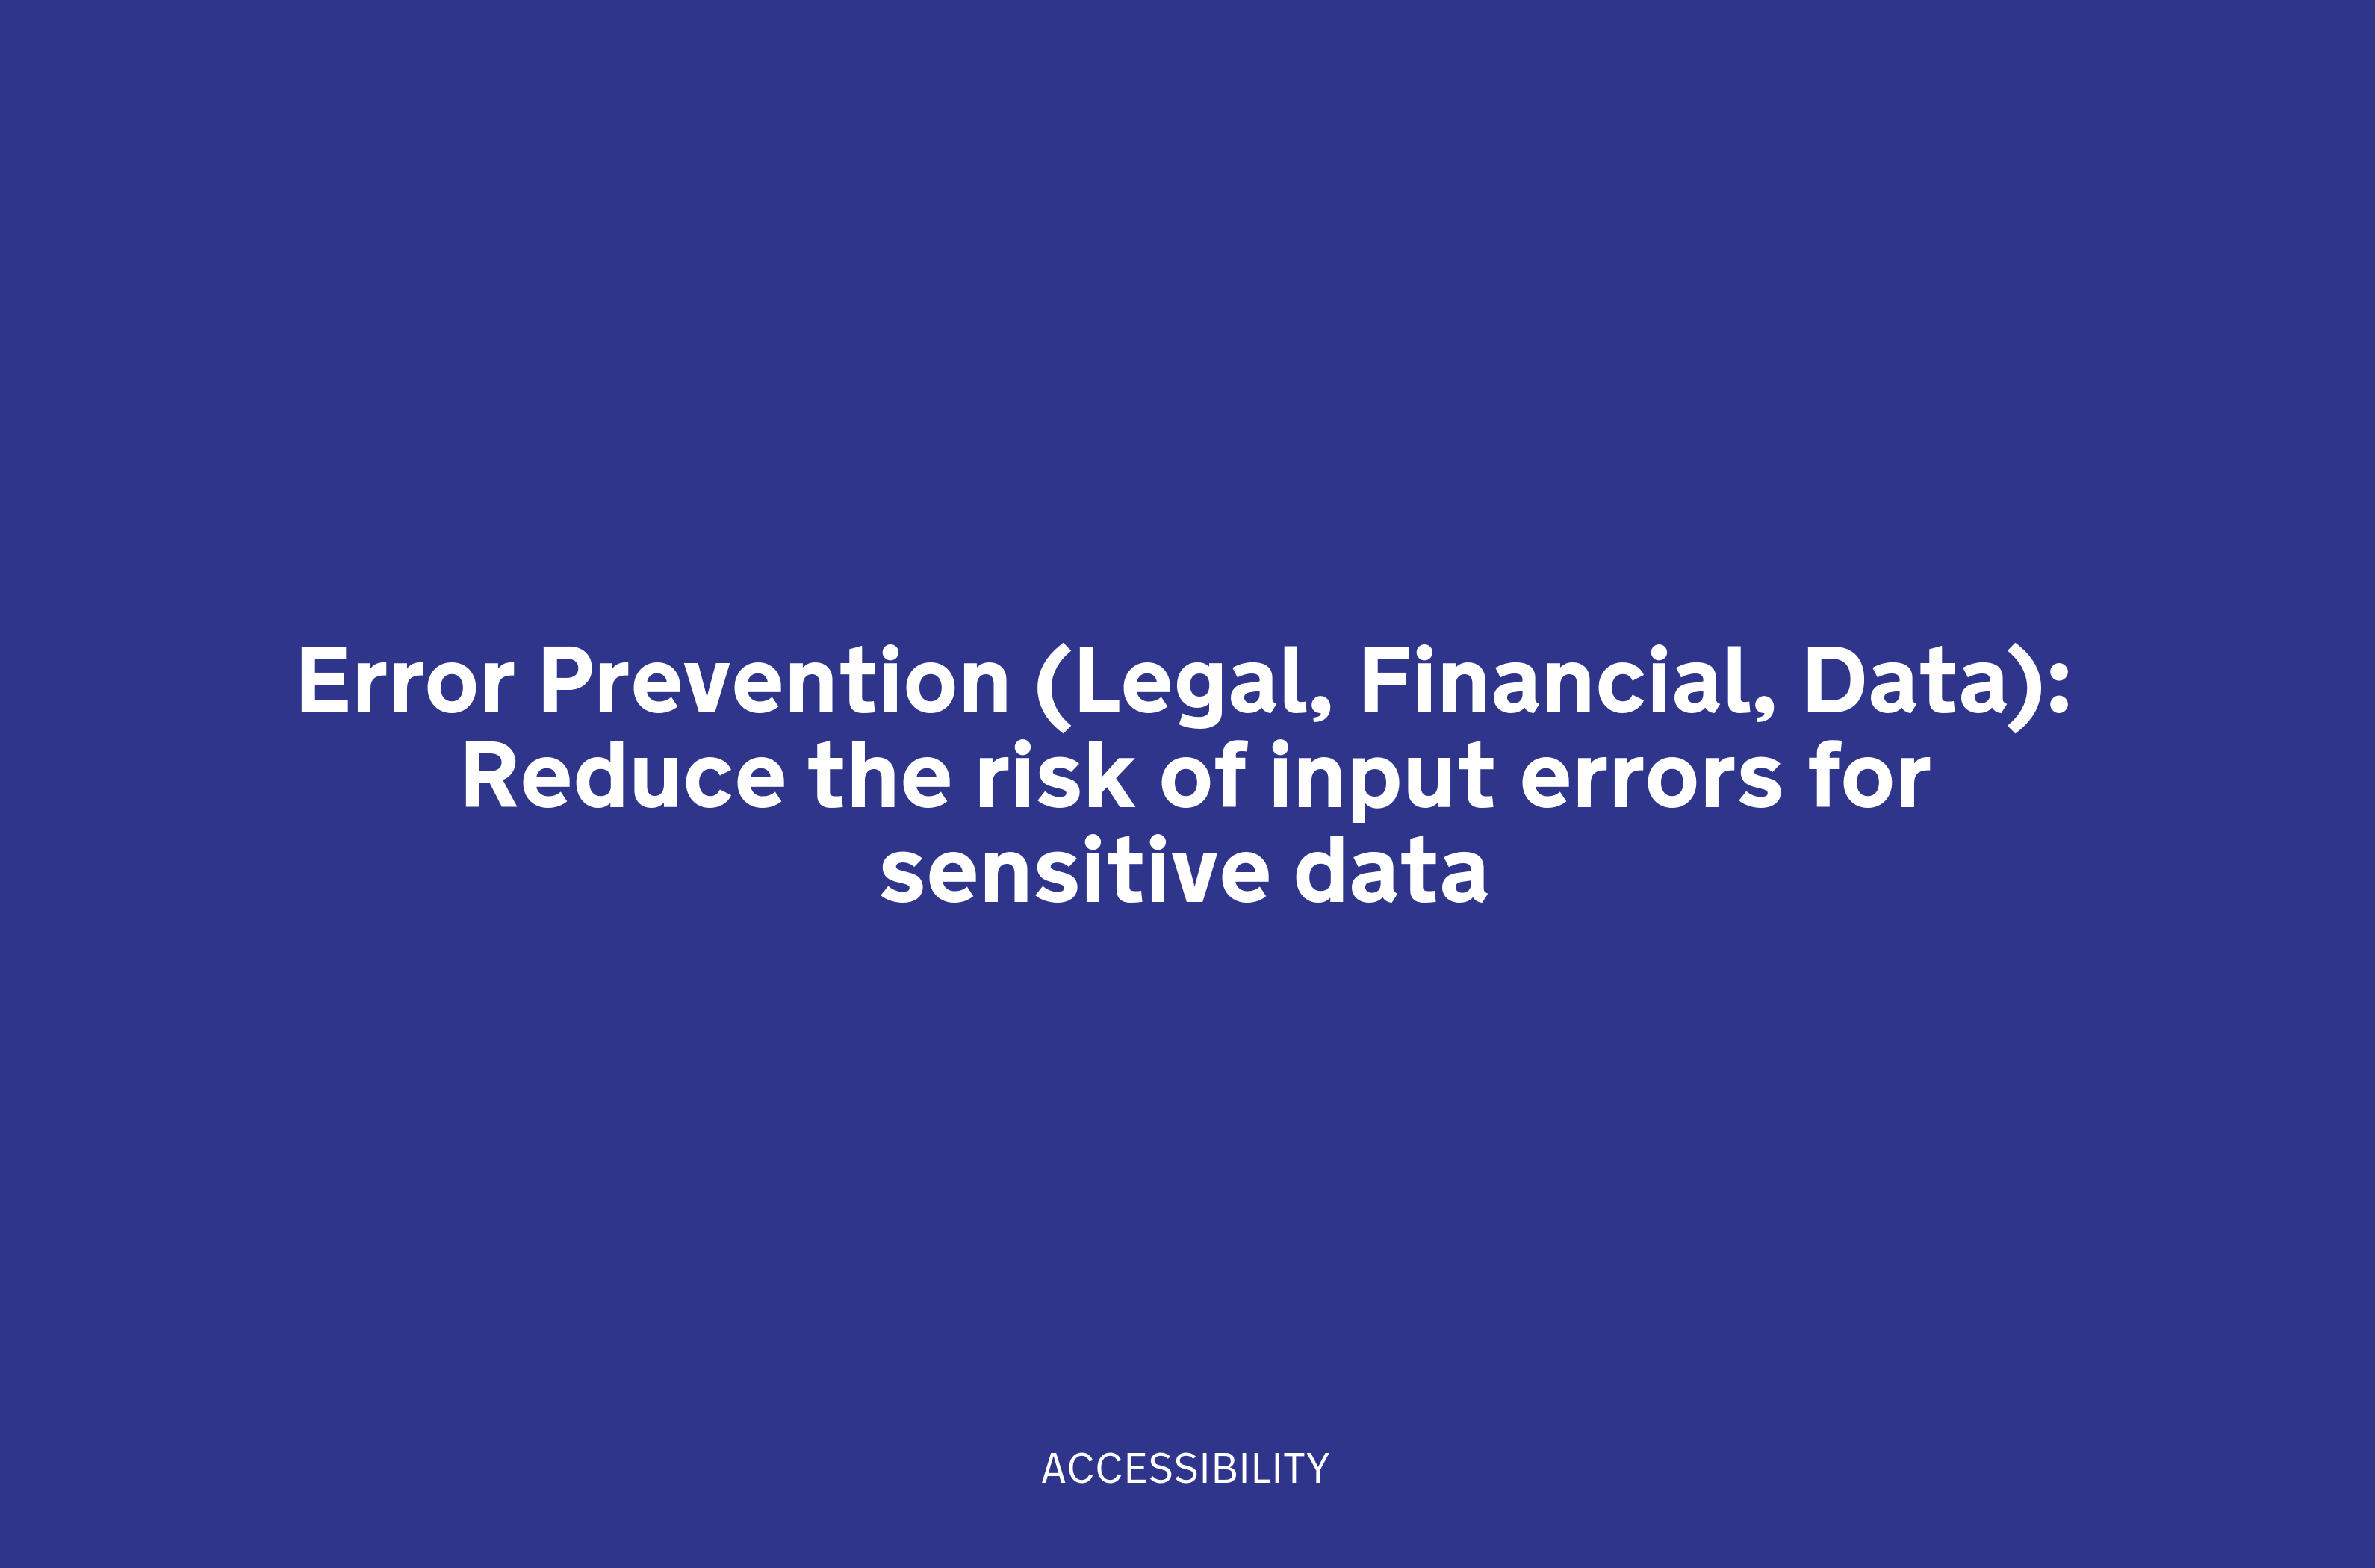 Error Prevention (Legal, Financial, Data):
Reduce the risk of input errors for
sensitive data
ACCESSIBILITY